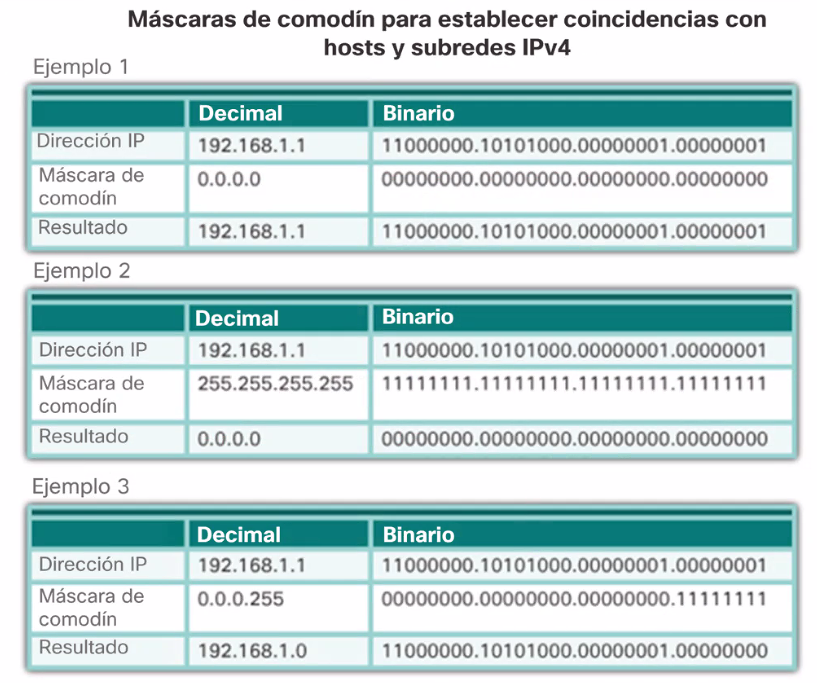 Máscaras de comodín para establecer coincidencias con
hosts y subredes IPv4
Ejemplo 1
Decimal Binario
Dirección IP 192.168.1.1 11000000.10101000.00000001.00000001
Máscara de comodín 0.0.0.0 00000000.00000000.00000000.00000000
Resultado 192.168.1.1 11000000.10101000.00000001.00000001
Ejemplo 2
Decimal Binario
Dirección IP 192.168.1.1 11000000.10101000.00000001.00000001
Máscara de comodín 255.255.255.255 11111111.11111111.11111111.11111111
Resultado 0.0.0.0 00000000.00000000.00000000.00000000
Ejemplo 3
Decimal Binario
Dirección IP 192.168.1.1 11000000.10101000.00000001.00000001
Máscara de comodín 0.0.0.255 00000000.00000000.00000000.11111111
Resultado 192.168.1.0 11000000.10101000.00000001.00000000